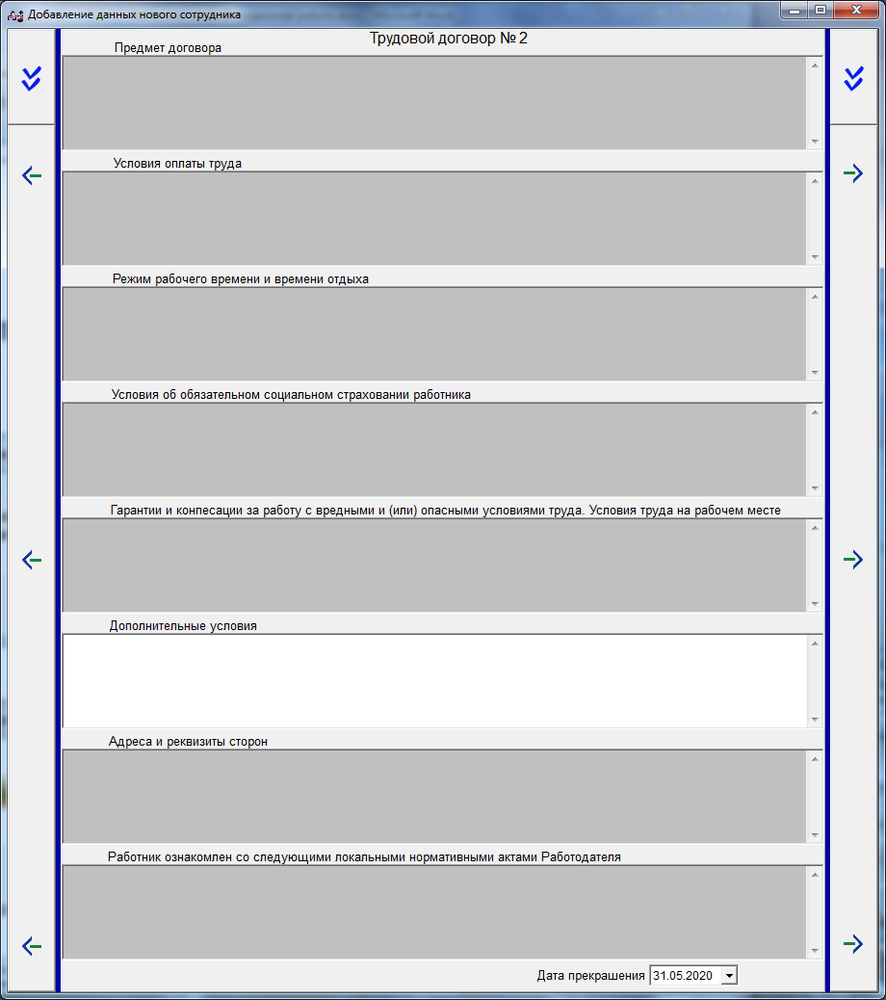 Добавление данных нового сотрудника
Трудовой договор № 2
Предмет договора
Условия оплаты труда
Режим рабочего времени и времени отдыха
Условия об обязательном социальном страховании работника
Гарантии и конпесации за работу с вредными и (или) опасными условиями труда. Условия труда на рабочем месте
Дополнительные условия
Адреса и реквизиты сторон
Работник ознакомлен со следующими локальными нормативными актами Работодателя
Дата прекрашения 31.05.2020